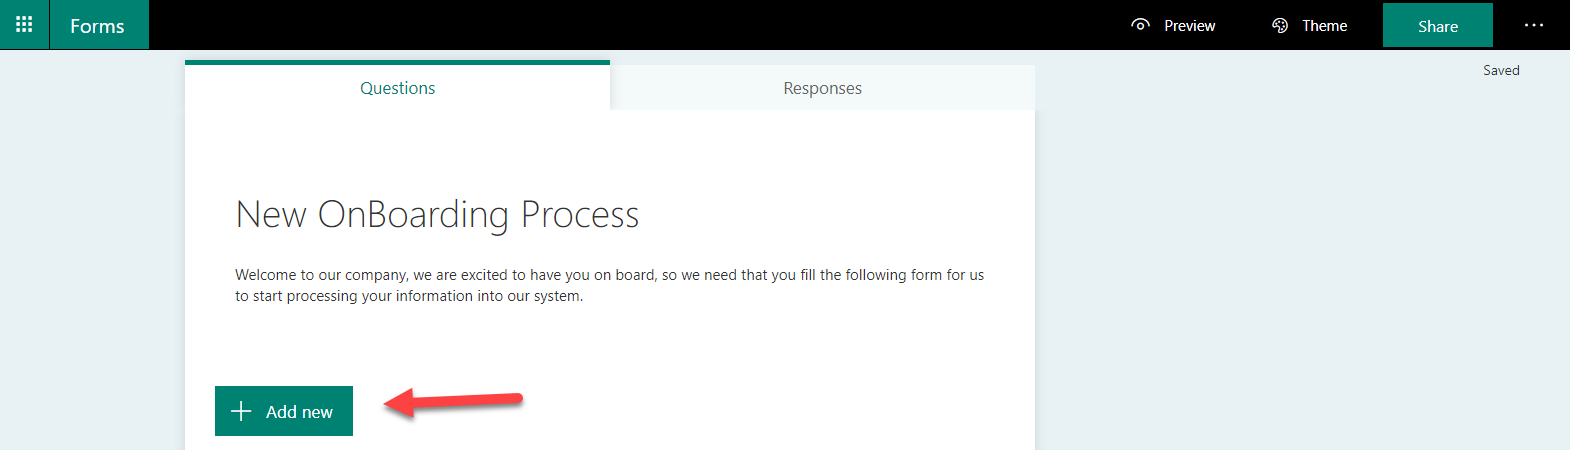 Forms
Preview
Theme
Share
Saved
Questions
Responses
New OnBoarding Process
Welcome to our company, we are excited to have you on board, so we need that you fill the following form for us
to start processing your information into our system.
Add new